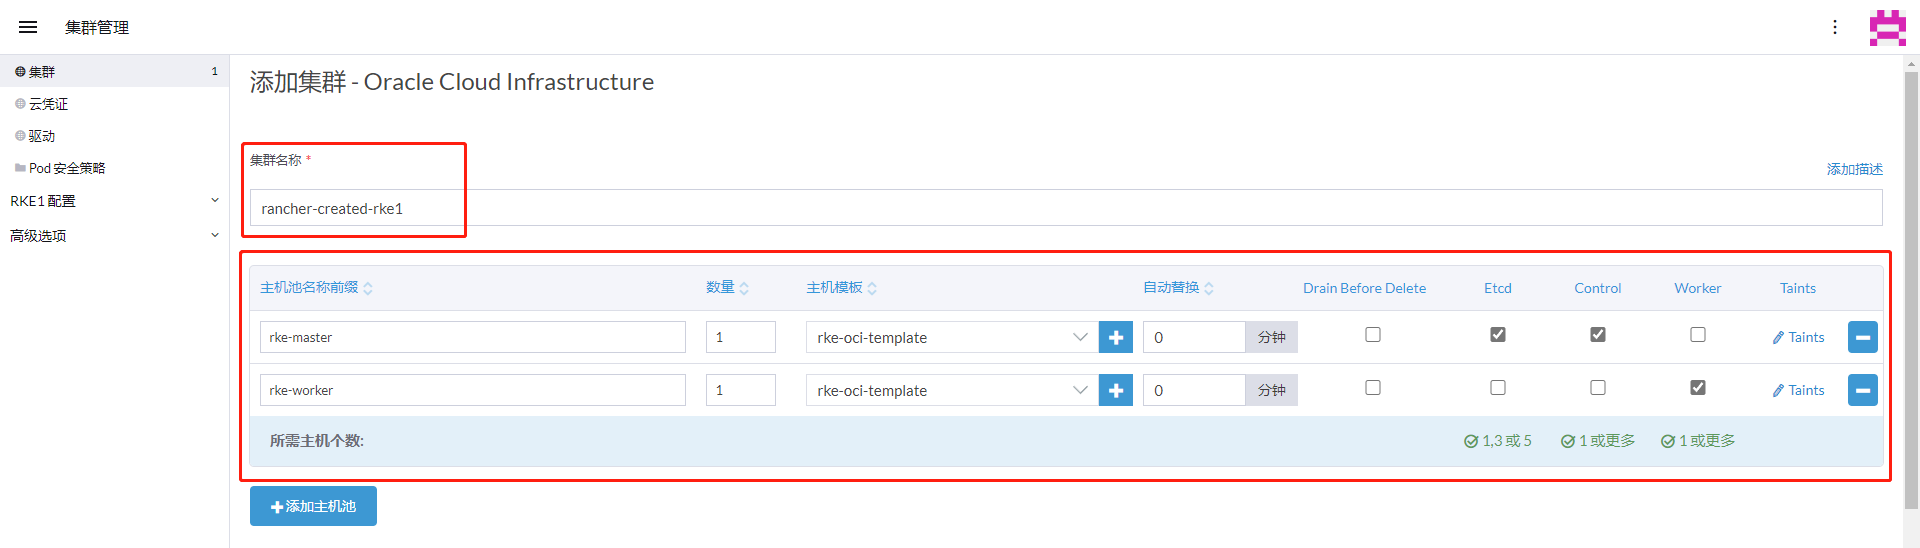 集群管理
集群 1
云凭证
驱动
Pod 安全策略
RKE1 配置
高级选项
添加集群 - Oracle Cloud Infrastructure
集群名称 *
添加描述
rancher-created-rke1
主机池名称前缀 数量 主机模板 自动替换 Drain Before Delete Etcd Control Worker Taints
rke-master 1 rke-oci-template 0 分钟 Taints
rke-worker 1 rke-oci-template 0 分钟 Taints
所需主机个数: 1,3 或 5 1 或更多 1 或更多
添加主机池